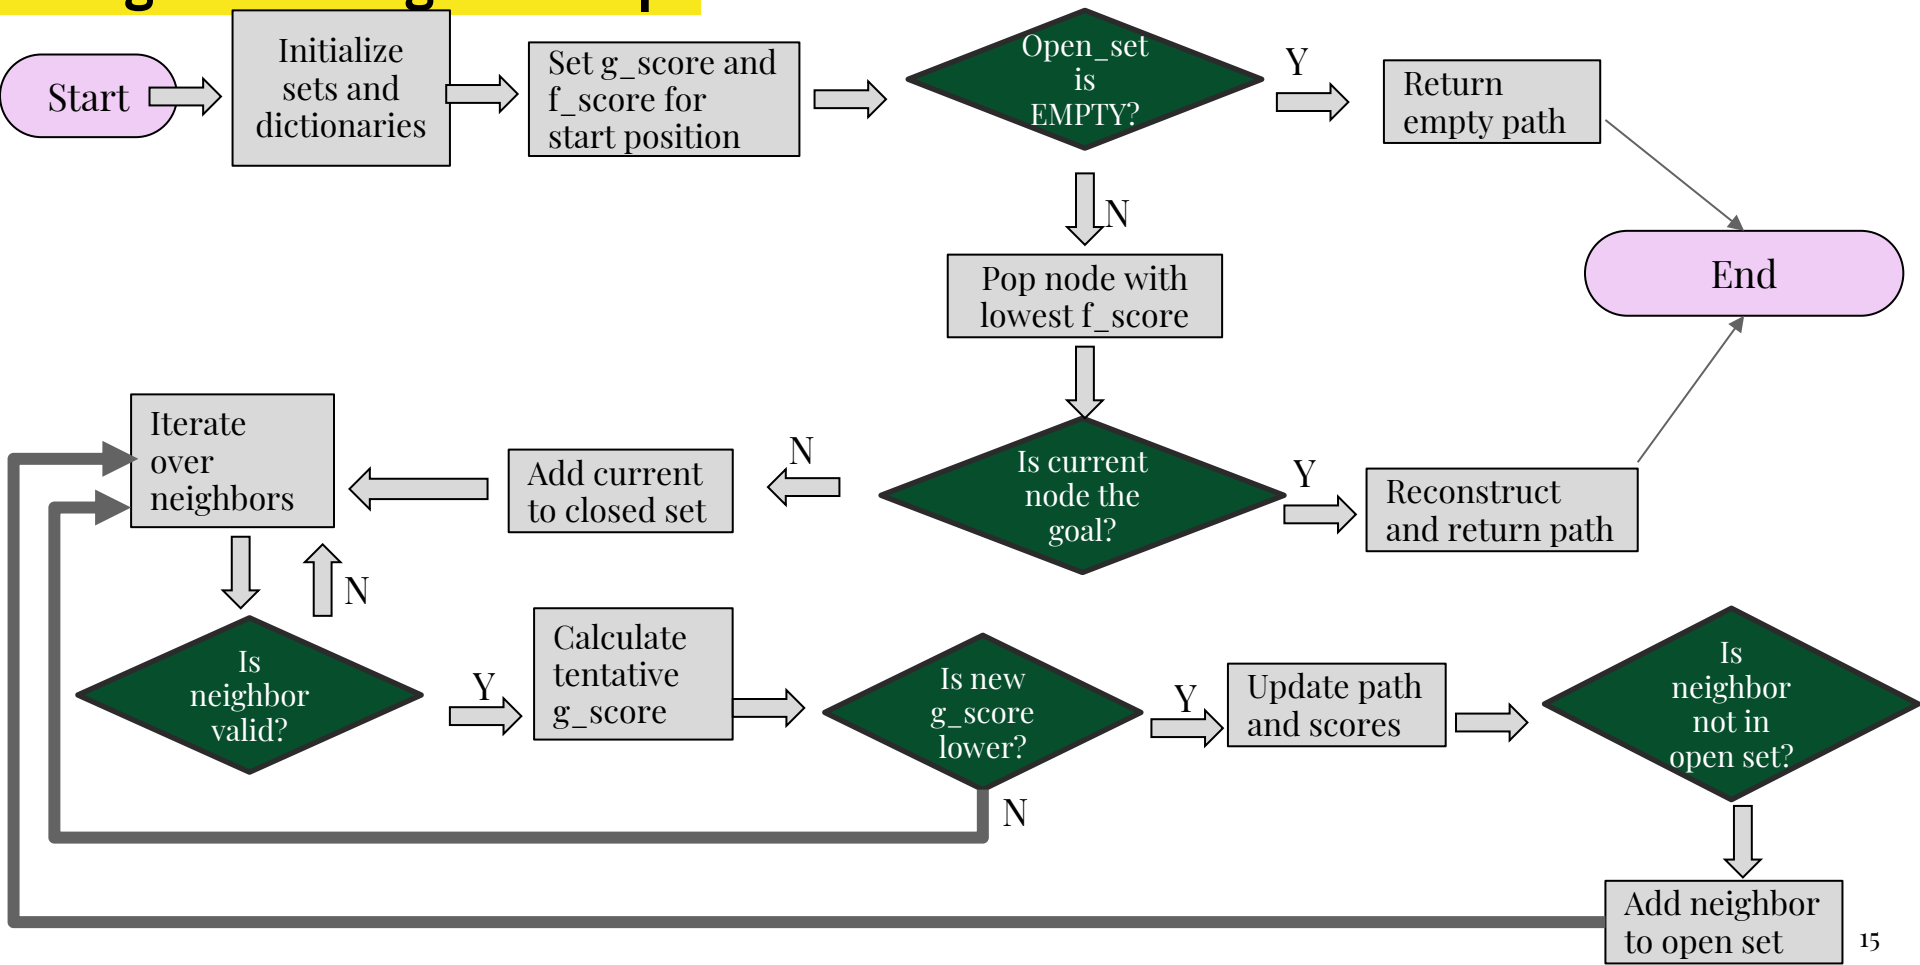 Start
Initialize
sets and
dictionaries
Set g_score and
f_score for
start position
Open_set
is
EMPTY?
Y
Return
empty path
N
End
Pop node with
lowest f_score
Iterate
over
neighbors
Add current
to closed set
N
Is current
node the
goal?
Y
Reconstruct
and return path
N
Is
neighbor
valid?
Y
Calculate
tentative
g_score
Is new
g_score
lower?
Y
Update path
and scores
Is
neighbor
not in
open set?
N
Add neighbor
to open set
15